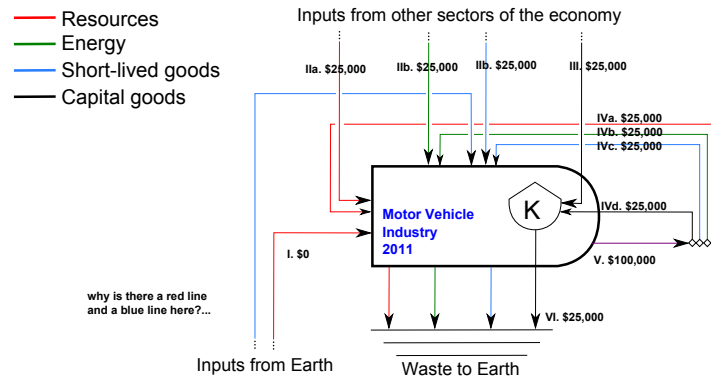 Inputs from other sectors of the economy
Resources
Energy
Short-lived goods
Capital goods
IIa. $25,000
IIb. $25,000
IIb. $25,000
III. $25,000
IVa. $25,000
IVb. $25,000
IVc. $25,000
Motor Vehicle
Industry
2011
K
IVd. $25,000
I. $0
V. $100,000
why is there a red line
and a blue line here?...
VI. $25,000
Inputs from Earth
Waste to Earth